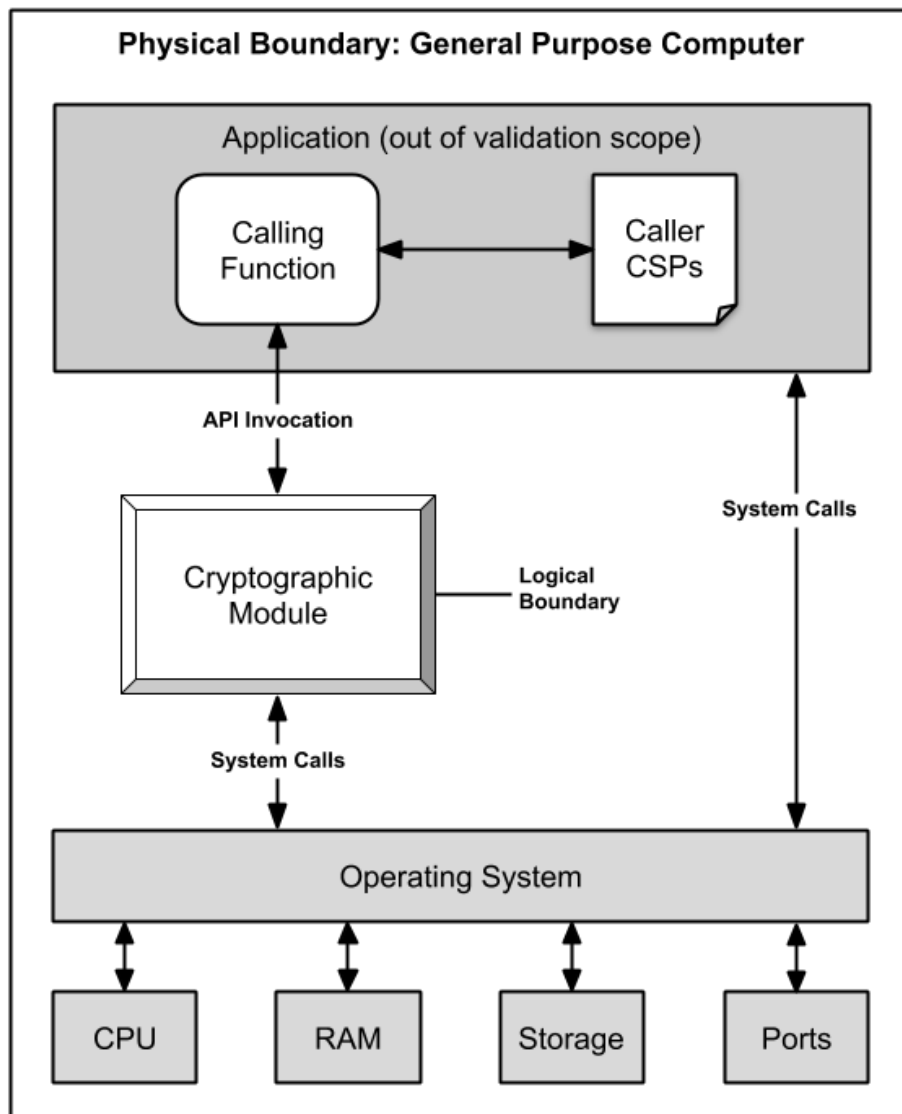 Physical Boundary: General Purpose Computer
Application (out of validation scope)
Calling
Function
Caller
CSPs
API Invocation
System Calls
Cryptographic
Module
Logical
Boundary
System Calls
Operating System
CPU
RAM
Storage
Ports